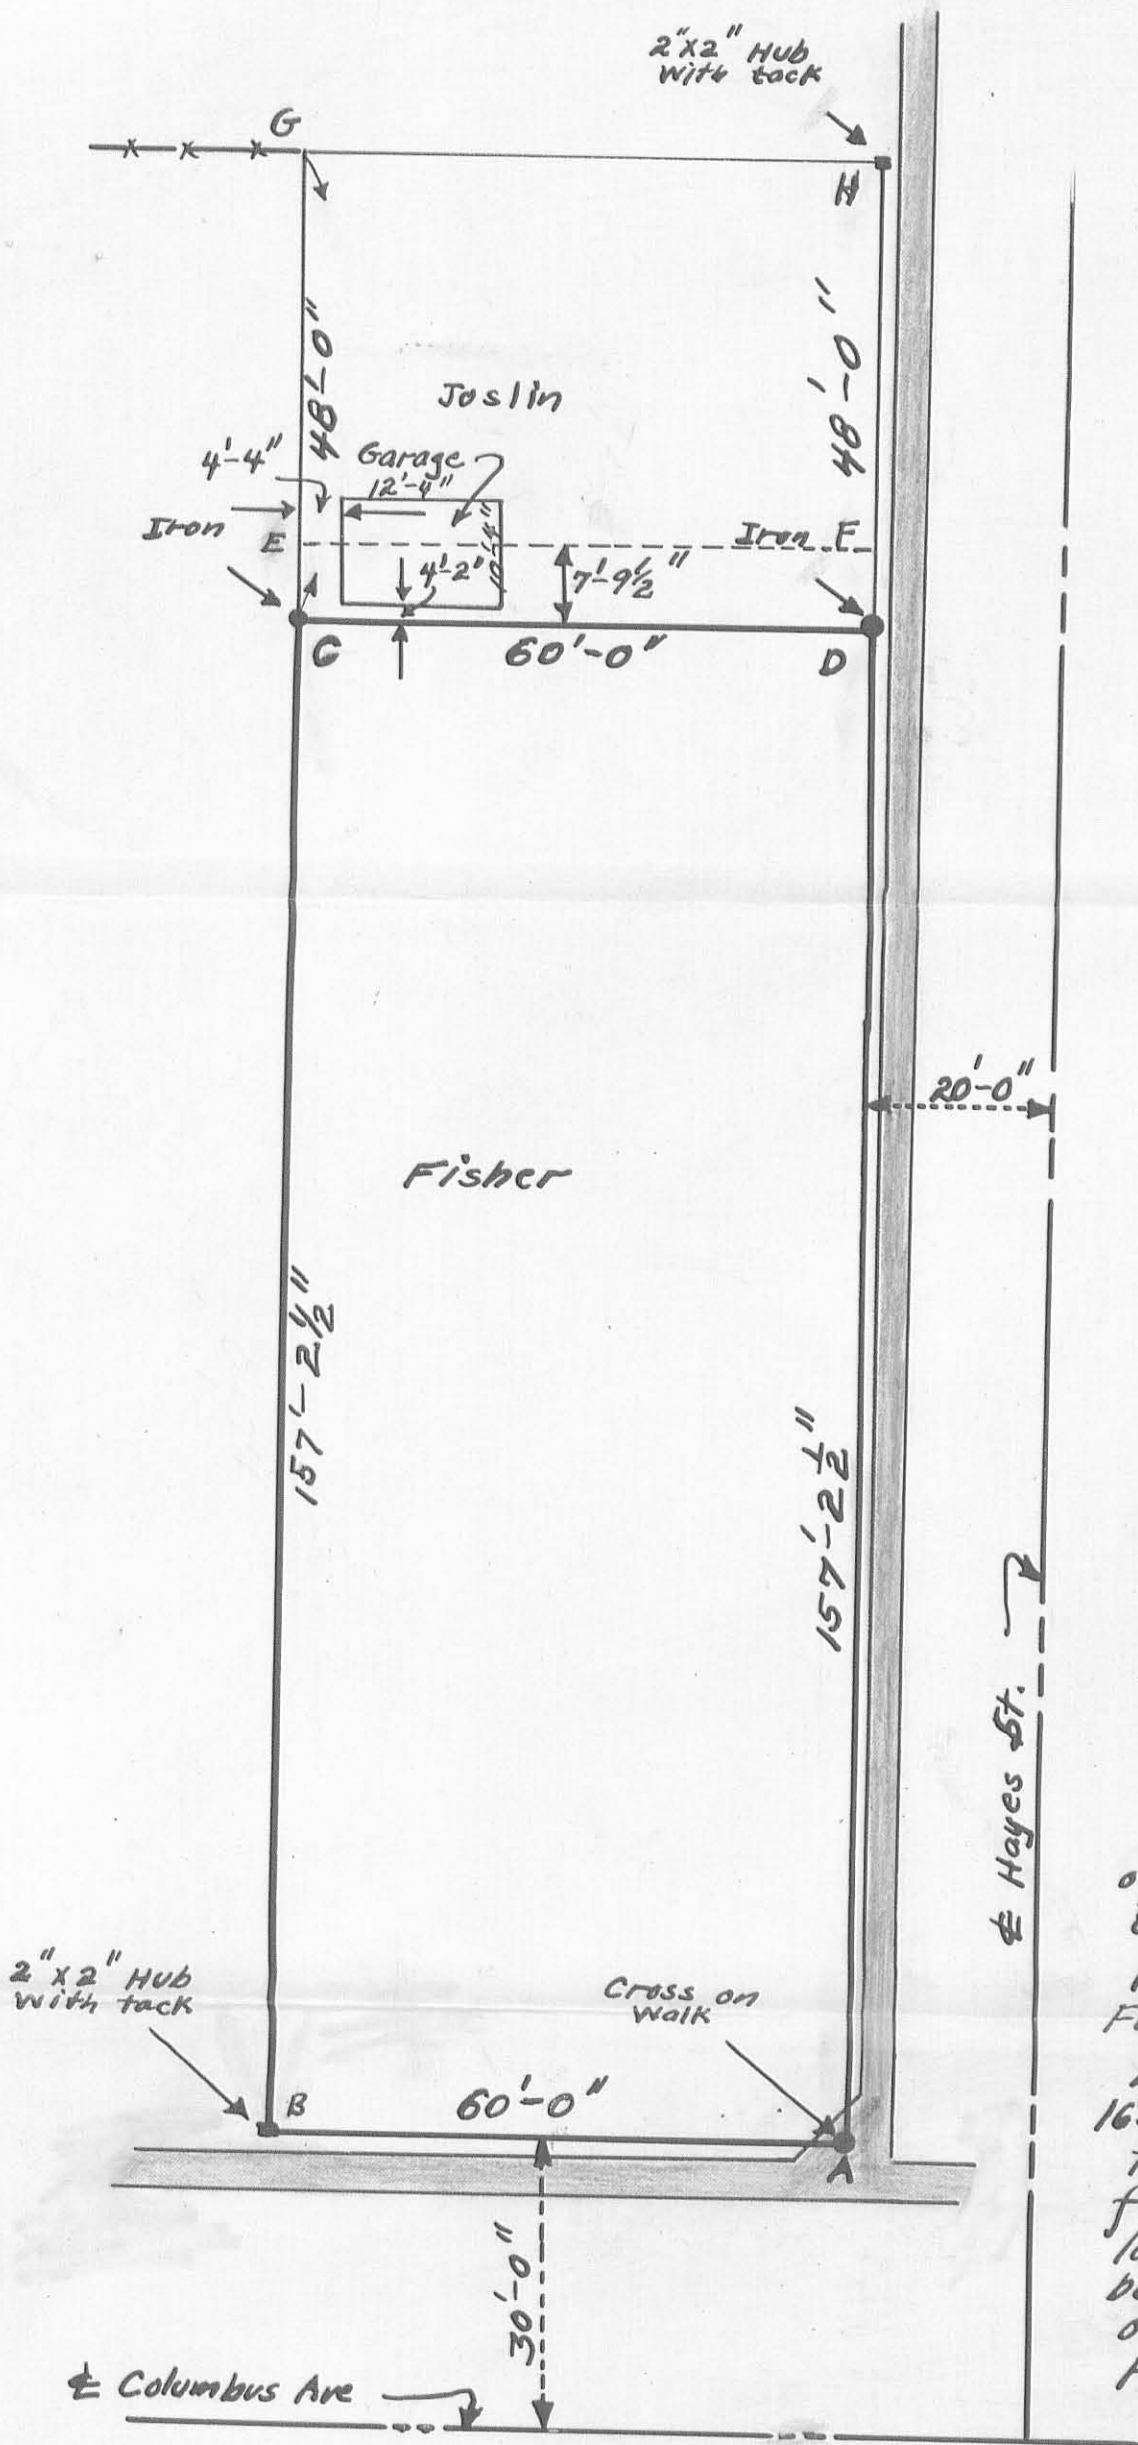 2"x2" Hub
with tack
G
H
48'-0"
48'-0"
Joslin
4'-4"
Garage
12'-4"
10'-4"
Iron
E
Iron F
4'-2"
7'-9½"
G
60'-0"
D
20'-0"
Fisher
157'-2½"
157'-2½"
℄ Hayes St.
2"x2" Hub
with tack
Cross on
Walk
B
60'-0"
A
30'-0"
℄ Columbus Ave
16